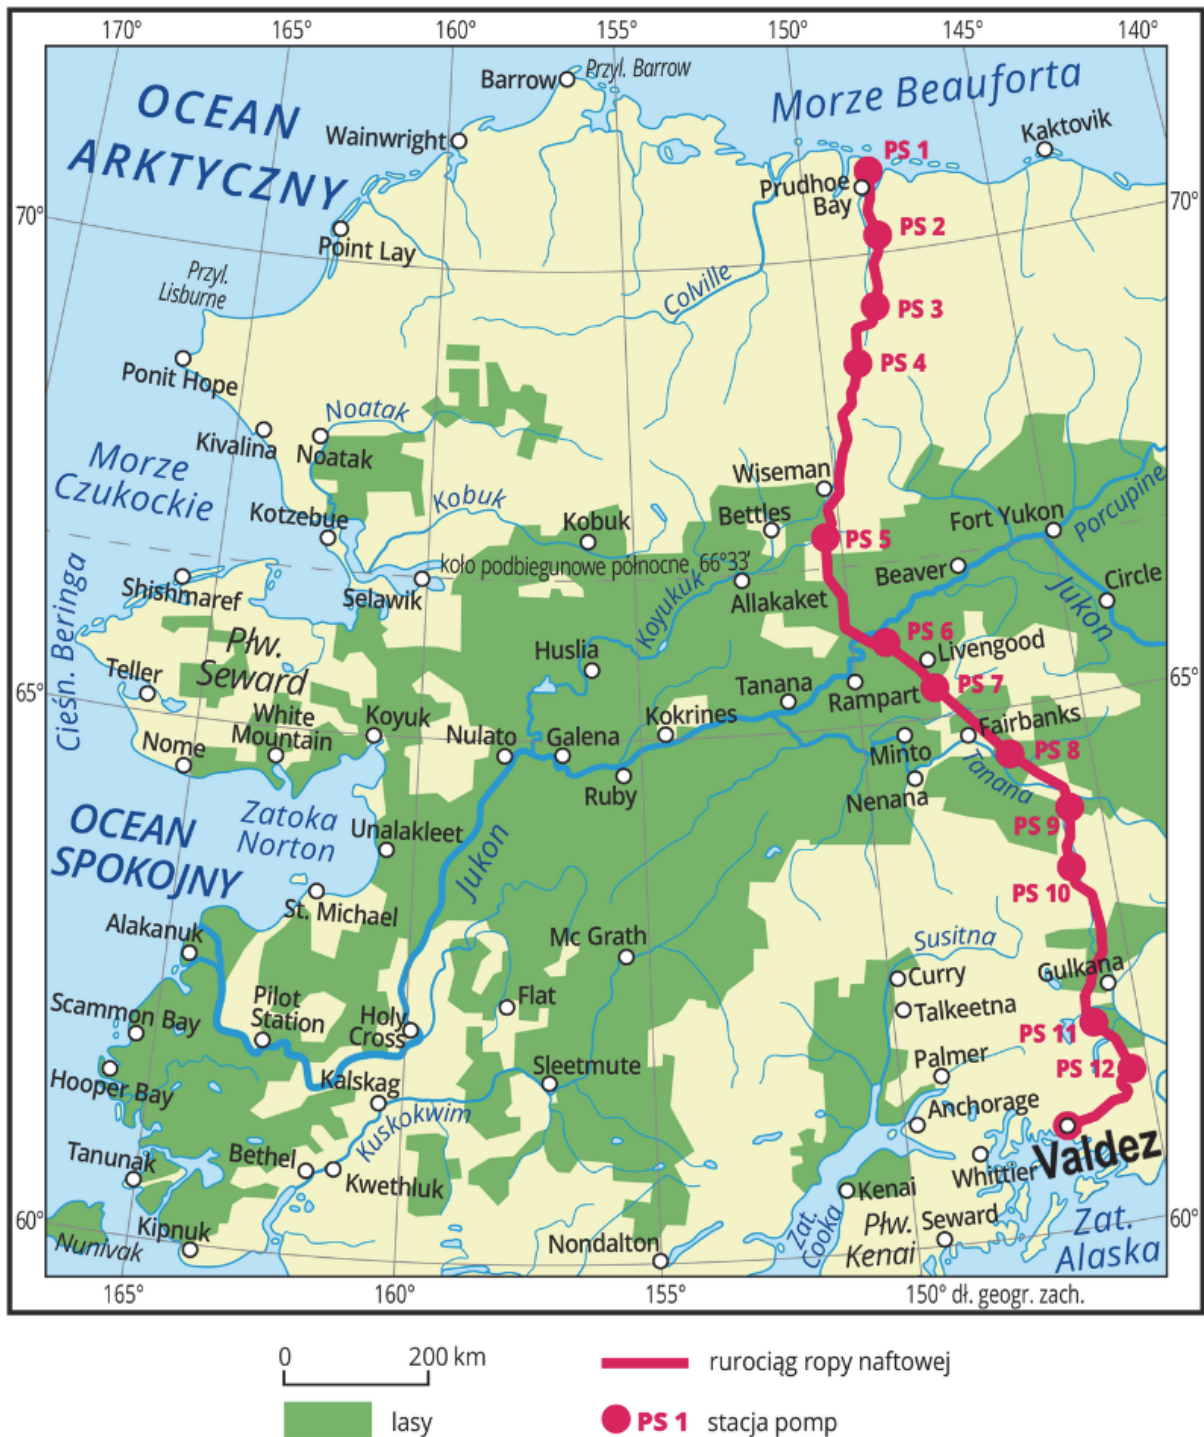 170°
165°
160°
155°
150°
145°
140°
Barrow
Przyl. Barrow
Morze Beauforta
OCEAN
ARKTYCZNY
Wainwright
Kaktovik
PS 1
Prudhoe
Bay
70°
70°
Point Lay
PS 2
Przyl.
Lisburne
Colville
PS 3
Ponit Hope
PS 4
Noatak
Kivalina
Noatak
Morze
Czukockie
Wiseman
Porcupine
Kobuk
Kotzebue
Kobuk
Bettles
Fort Yukon
PS 5
koło podbiegunowe północne 66°33'
Cieśn. Beringa
Shishmaref
Selawik
Koyukuk
Allakaket
Beaver
Jukon
Circle
Płw.
Seward
PS 6
Livengood
Huslia
Teller
65°
65°
Tanana
Rampart
PS 7
White
Mountain
Koyuk
Kokrines
Fairbanks
Nome
Nulato
Galena
Minto
PS 8
Tanana
Ruby
Nenana
OCEAN
SPOKOJNY
Zatoka
Norton
Unalakleet
Jukon
PS 9
PS 10
St. Michael
Alakanuk
Mc Grath
Susitna
Curry
Gulkana
Pilot
Station
Flat
Talkeetna
Scammon Bay
Holy
Cross
PS 11
Hooper Bay
Kalskag
Sleetmute
Palmer
PS 12
Kuskokwim
Anchorage
Tanunak
Bethel
Kwethluk
Whittier
Valdez
Kenai
60°
60°
Nunivak
Kipnuk
Nondalton
Zat.
Cooka
Płw.
Kenai
Seward
Zat.
Alaska
165°
160°
155°
150° dł. geogr. zach.
0 200 km
rurociąg ropy naftowej
lasy
PS 1 stacja pomp